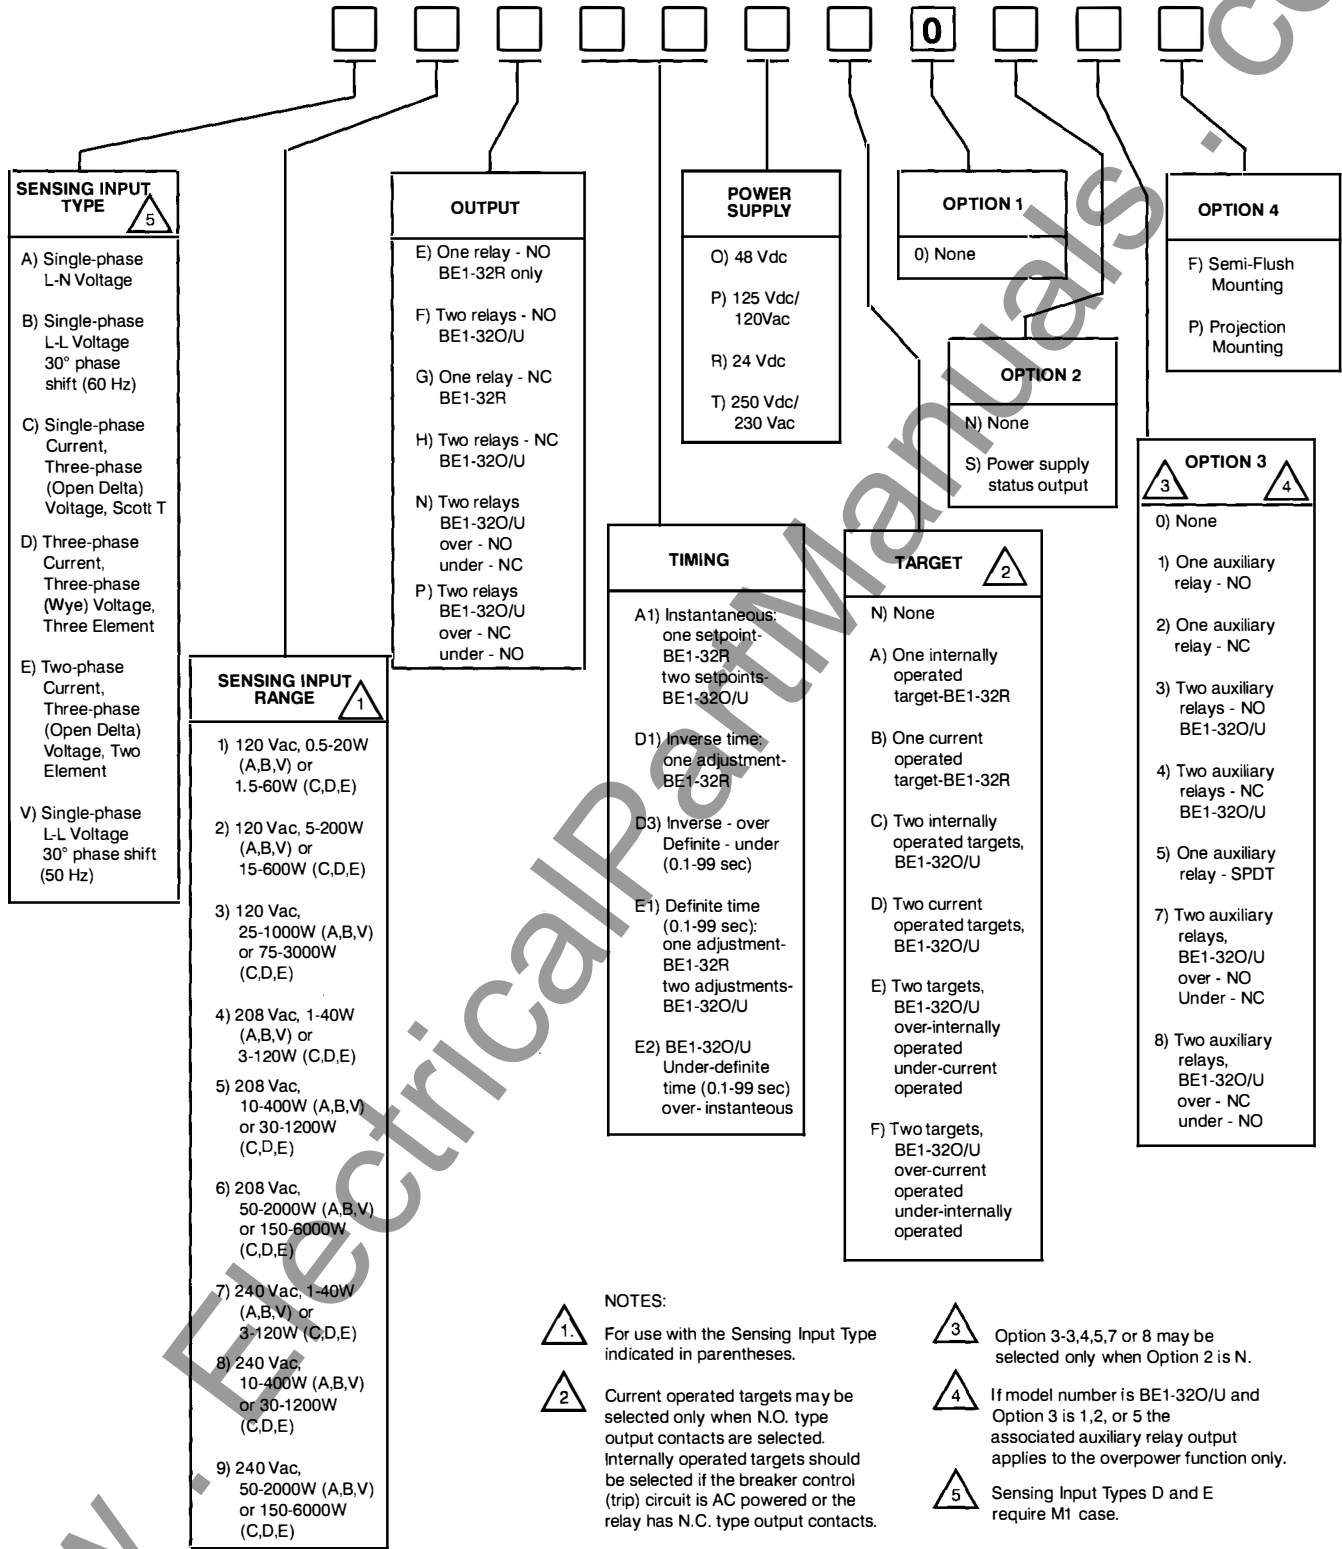 0
SENSING INPUT
TYPE
5
A) Single-phase
L-N Voltage
B) Single-phase
L-L Voltage
30° phase
shift (60 Hz)
C) Single-phase
Current,
Three-phase
(Open Delta)
Voltage, Scott T
D) Three-phase
Current,
Three-phase
(Wye) Voltage,
Three Element
E) Two-phase
Current,
Three-phase
(Open Delta)
Voltage, Two
Element
V) Single-phase
L-L Voltage
30° phase shift
(50 Hz)
SENSING INPUT
RANGE
1
1) 120 Vac, 0.5-20W
(A,B,V) or
1.5-60W (C,D,E)
2) 120 Vac, 5-200W
(A,B,V) or
15-600W (C,D,E)
3) 120 Vac,
25-1000W (A,B,V)
or 75-3000W
(C,D,E)
4) 208 Vac, 1-40W
(A,B,V) or
3-120W (C,D,E)
5) 208 Vac,
10-400W (A,B,V)
or 30-1200W
(C,D,E)
6) 208 Vac,
50-2000W (A,B,V)
or 150-6000W
(C,D,E)
7) 240 Vac, 1-40W
(A,B,V) or
3-120W (C,D,E)
8) 240 Vac,
10-400W (A,B,V)
or 30-1200W
(C,D,E)
9) 240 Vac,
50-2000W (A,B,V)
or 150-6000W
(C,D,E)
OUTPUT
E) One relay - NO
BE1-32R only
F) Two relays - NO
BE1-32O/U
G) One relay - NC
BE1-32R
H) Two relays - NC
BE1-32O/U
N) Two relays
BE1-32O/U
over - NO
under - NC
P) Two relays
BE1-32O/U
over - NC
under - NO
TIMING
A1) Instantaneous:
one setpoint-
BE1-32R
two setpoints-
BE1-32O/U
D1) Inverse time:
one adjustment-
BE1-32R
D3) Inverse - over
Definite - under
(0.1-99 sec)
E1) Definite time
(0.1-99 sec):
one adjustment-
BE1-32R
two adjustments-
BE1-32O/U
E2) BE1-32O/U
Under-definite
time (0.1-99 sec)
over- instanteous
POWER
SUPPLY
O) 48 Vdc
P) 125 Vdc/
120Vac
R) 24 Vdc
T) 250 Vdc/
230 Vac
TARGET
2
N) None
A) One internally
operated
target-BE1-32R
B) One current
operated
target-BE1-32R
C) Two internally
operated targets,
BE1-32O/U
D) Two current
operated targets,
BE1-32O/U
E) Two targets,
BE1-32O/U
over-internally
operated
under-current
operated
F) Two targets,
BE1-32O/U
over-current
operated
under-internally
operated
OPTION 1
0) None
OPTION 2
N) None
S) Power supply
status output
OPTION 3
3
4
0) None
1) One auxiliary
relay - NO
2) One auxiliary
relay - NC
3) Two auxiliary
relays - NO
BE1-32O/U
4) Two auxiliary
relays - NC
BE1-32O/U
5) One auxiliary
relay - SPDT
7) Two auxiliary
relays,
BE1-32O/U
over - NO
Under - NC
8) Two auxiliary
relays,
BE1-32O/U
over - NC
under - NO
OPTION 4
F) Semi-Flush
Mounting
P) Projection
Mounting
NOTES:
1.
For use with the Sensing Input Type
indicated in parentheses.
2
Current operated targets may be
selected only when N.O. type
output contacts are selected.
Internally operated targets should
be selected if the breaker control
(trip) circuit is AC powered or the
relay has N.C. type output contacts.
3
Option 3-3,4,5,7 or 8 may be
selected only when Option 2 is N.
4
If model number is BE1-32O/U and
Option 3 is 1,2, or 5 the
associated auxiliary relay output
applies to the overpower function only.
5
Sensing Input Types D and E
require M1 case.
w . ElectricalPartManuals . co